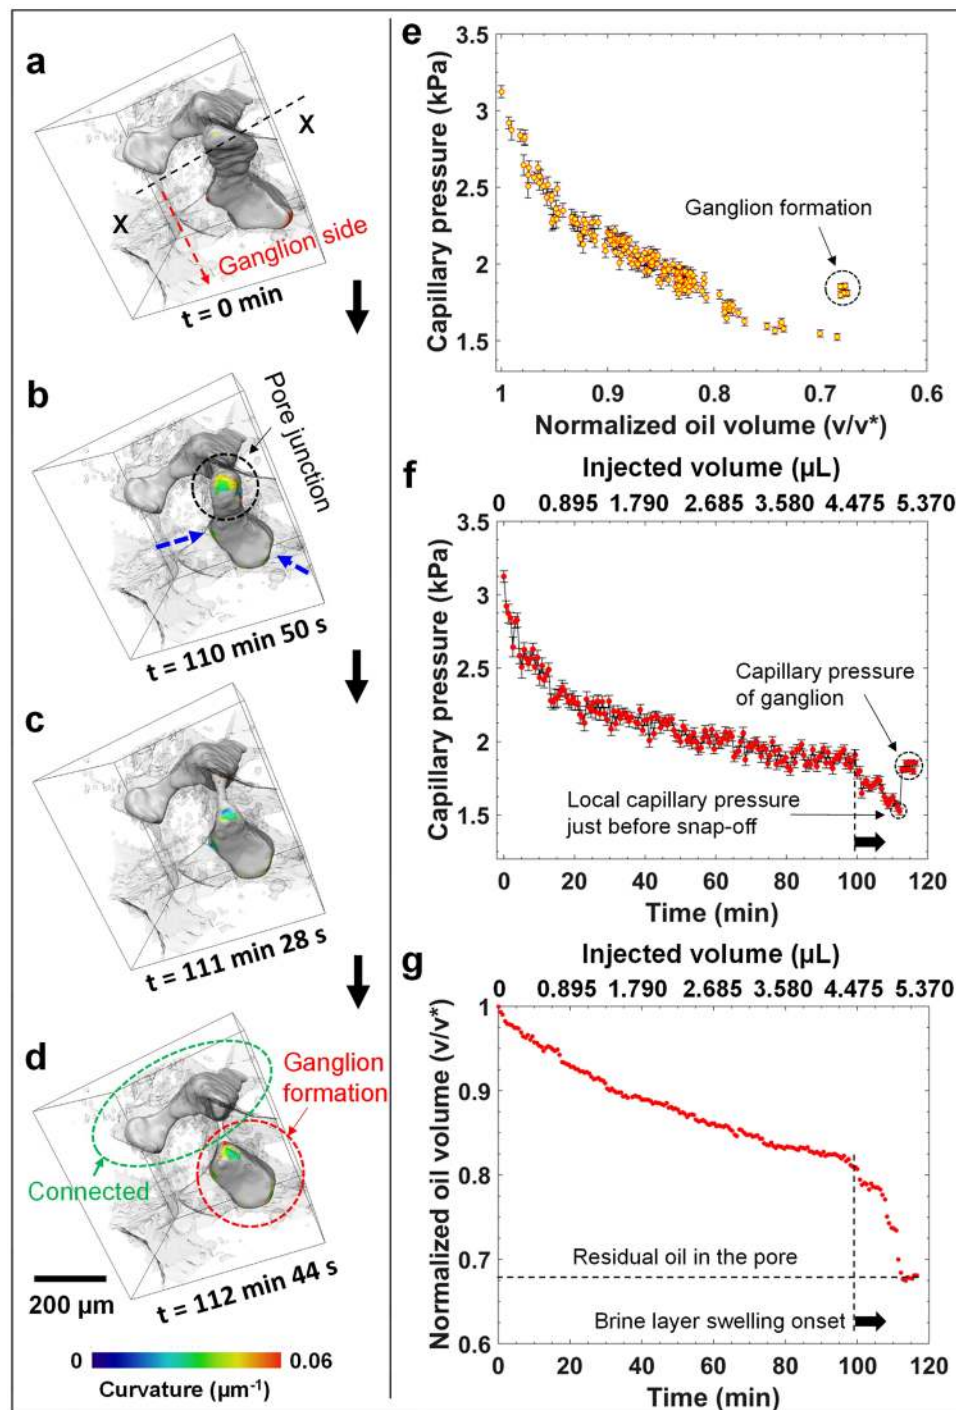 a
X
X
Ganglion side
t = 0 min
b
Pore junction
t = 110 min 50 s
c
t = 111 min 28 s
d
Ganglion
formation
Connected
200 µm
t = 112 min 44 s
0
0.06
Curvature (µm⁻¹)
e
3.5
3
2.5
2
1.5
Capillary pressure (kPa)
Ganglion formation
1
0.9
0.8
0.7
0.6
Normalized oil volume (v/v*)
f
Injected volume (µL)
0 0.895 1.790 2.685 3.580 4.475 5.370
3.5
3
2.5
2
1.5
Capillary pressure (kPa)
Capillary pressure
of ganglion
Local capillary pressure
just before snap-off
0 20 40 60 80 100 120
Time (min)
g
Injected volume (µL)
0 0.895 1.790 2.685 3.580 4.475 5.370
1
0.9
0.8
0.7
0.6
Normalized oil volume (v/v*)
Residual oil in the pore
Brine layer swelling onset
0 20 40 60 80 100 120
Time (min)